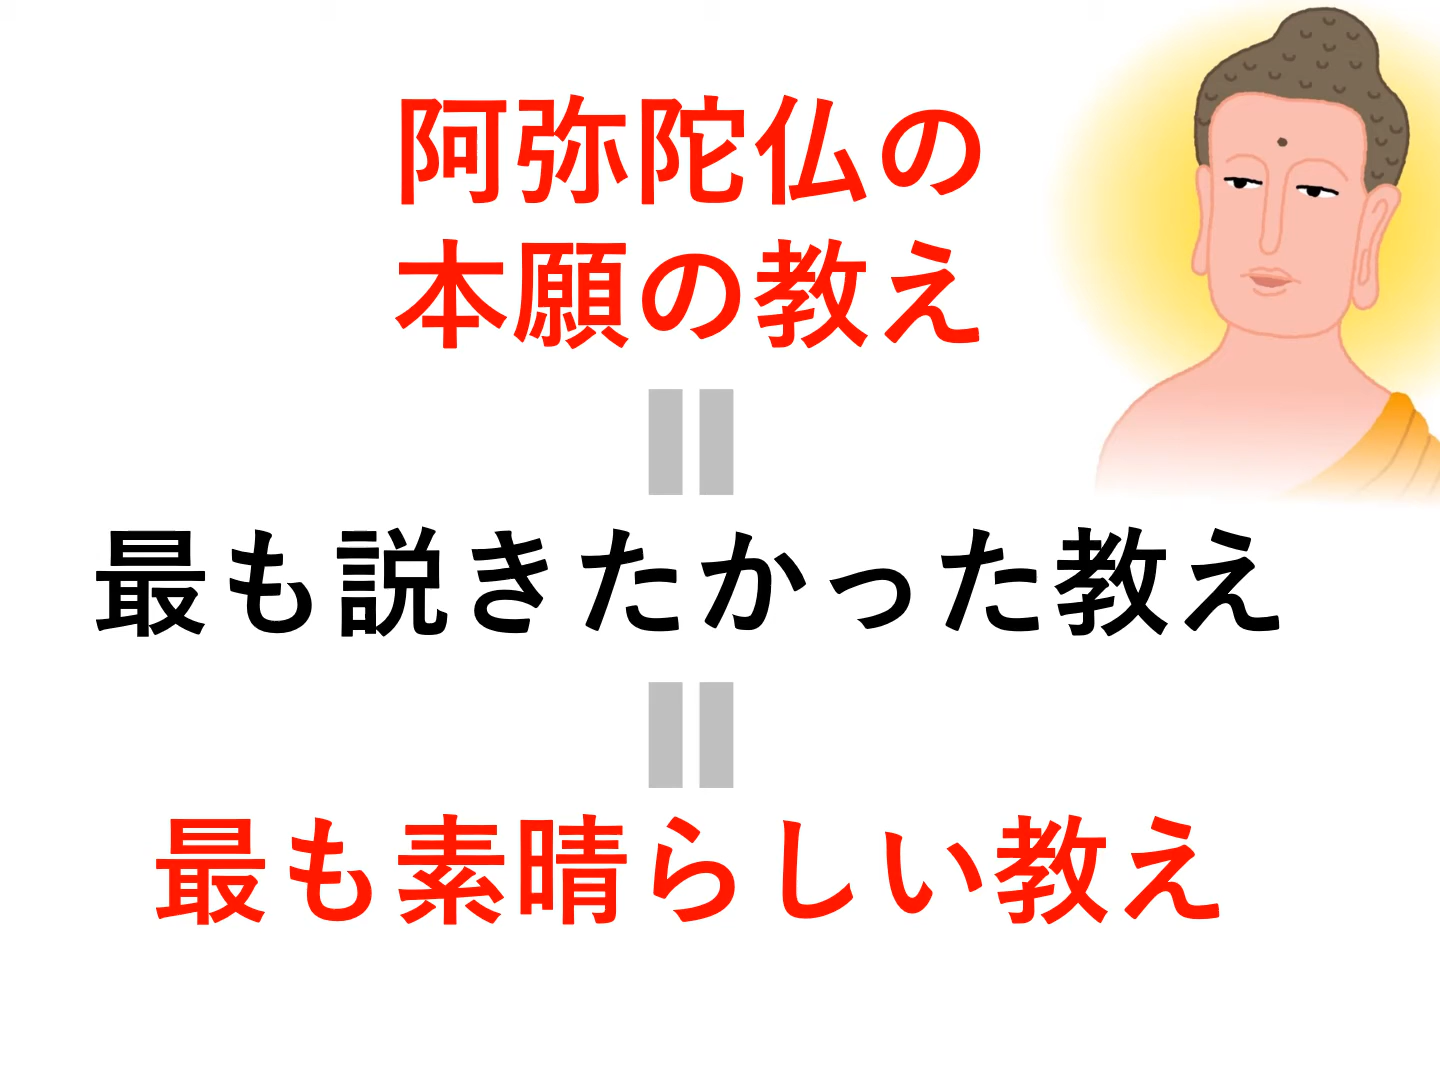 阿弥陀仏の
本願の教え
最も説きたかった教え
最も素晴らしい教え